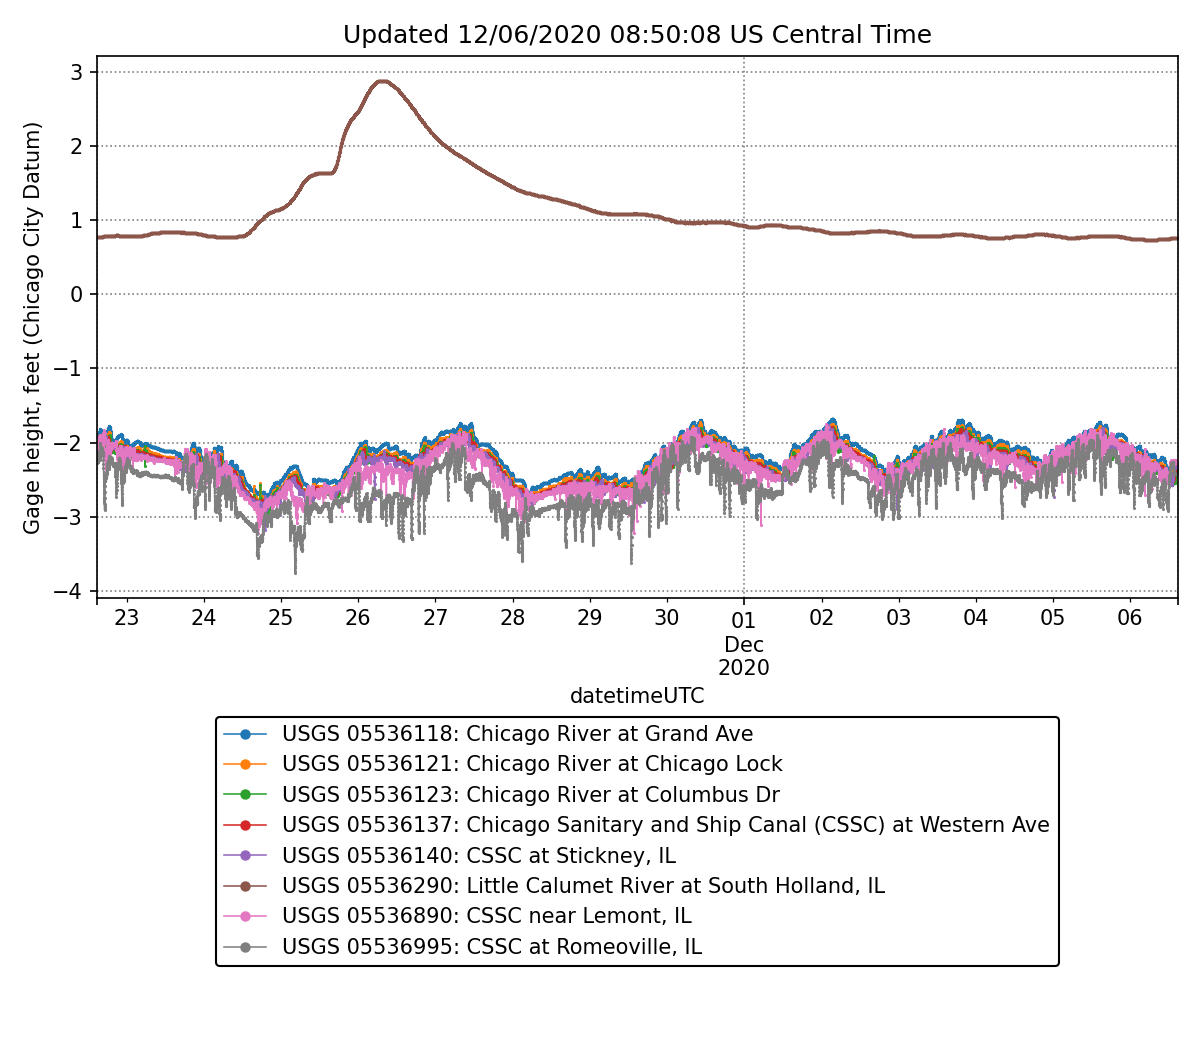 Updated 12/06/2020 08:50:08 US Central Time
Gage height, feet (Chicago City Datum)
3
2
1
0
−1
−2
−3
−4
23 24 25 26 27 28 29 30 01 02 03 04 05 06
Dec
2020
datetimeUTC
USGS 05536118: Chicago River at Grand Ave
USGS 05536121: Chicago River at Chicago Lock
USGS 05536123: Chicago River at Columbus Dr
USGS 05536137: Chicago Sanitary and Ship Canal (CSSC) at Western Ave
USGS 05536140: CSSC at Stickney, IL
USGS 05536290: Little Calumet River at South Holland, IL
USGS 05536890: CSSC near Lemont, IL
USGS 05536995: CSSC at Romeoville, IL